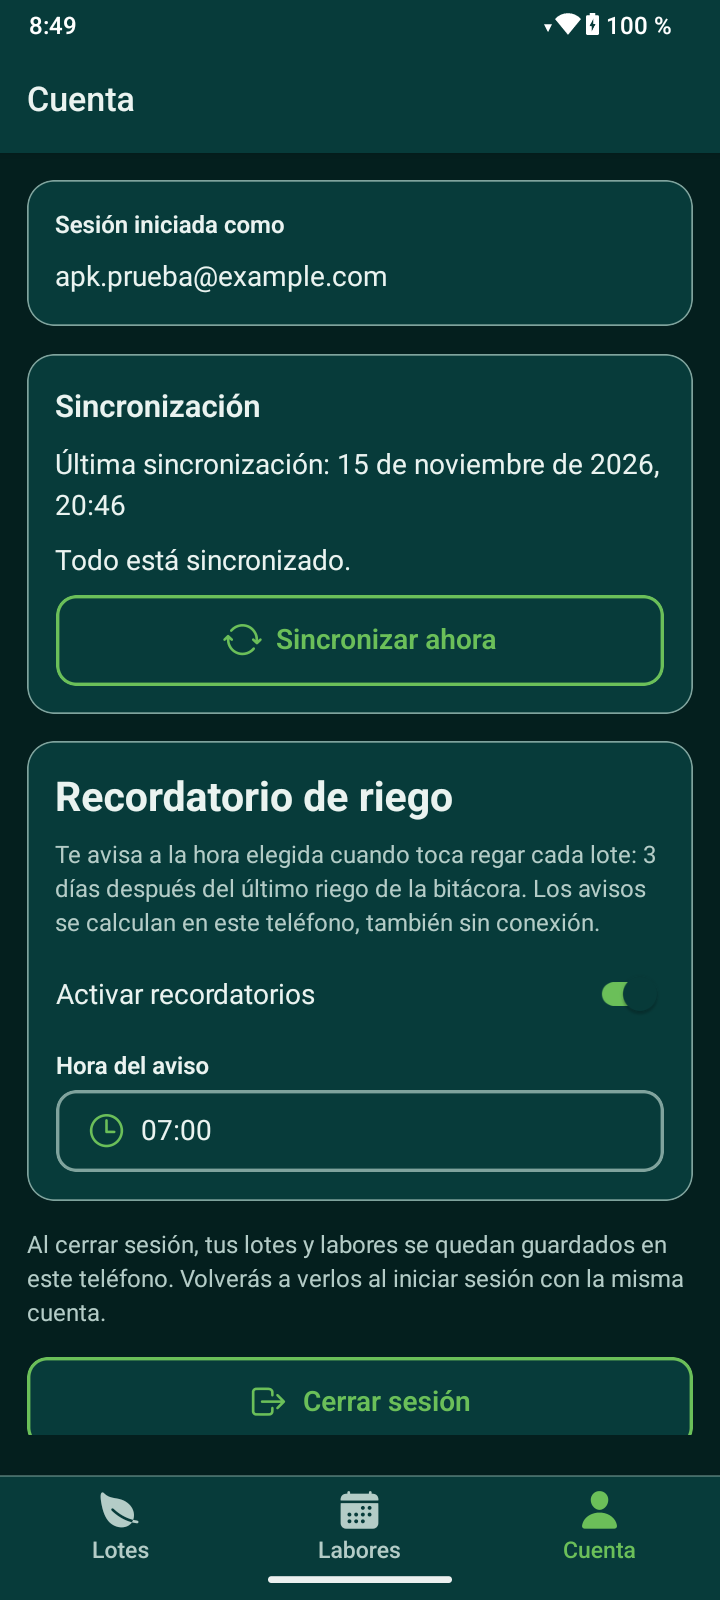 8:49
100 %
Cuenta
Sesión iniciada como
apk.prueba@example.com
Sincronización
Última sincronización: 15 de noviembre de 2026,
20:46
Todo está sincronizado.
Sincronizar ahora
Recordatorio de riego
Te avisa a la hora elegida cuando toca regar cada lote: 3
días después del último riego de la bitácora. Los avisos
se calculan en este teléfono, también sin conexión.
Activar recordatorios
Hora del aviso
07:00
Al cerrar sesión, tus lotes y labores se quedan guardados en
este teléfono. Volverás a verlos al iniciar sesión con la misma
cuenta.
Cerrar sesión
Lotes
Labores
Cuenta